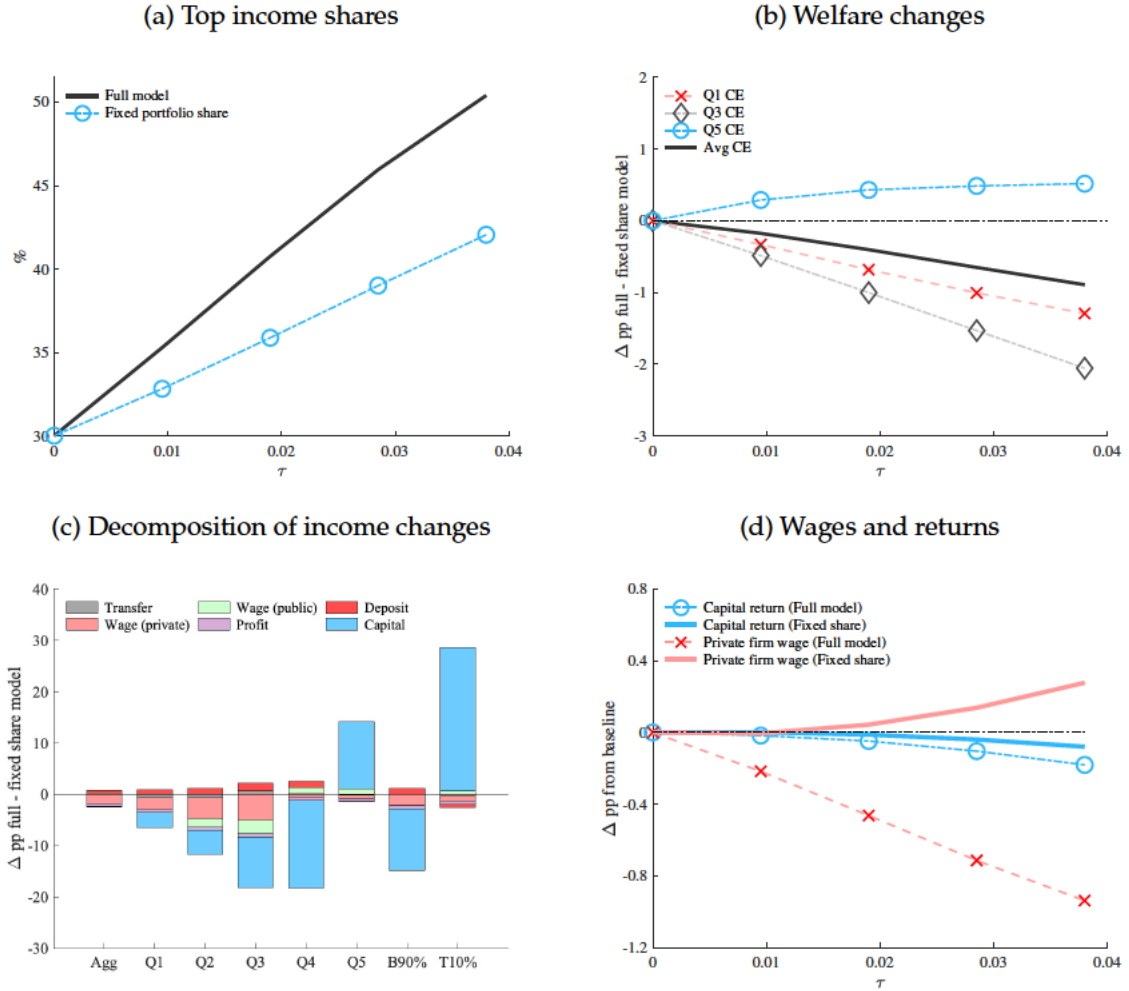 (a) Top income shares
Full model
Fixed portfolio share
50
45
40
35
30
%
0
0.01
0.02
0.03
0.04
τ
(b) Welfare changes
Q1 CE
Q3 CE
Q5 CE
Avg CE
2
1
0
-1
-2
-3
Δ pp full - fixed share model
0
0.01
0.02
0.03
0.04
τ
(c) Decomposition of income changes
Transfer Wage (public) Deposit
Wage (private) Profit Capital
40
30
20
10
0
-10
-20
-30
Δ pp full - fixed share model
Agg Q1 Q2 Q3 Q4 Q5 B90% T10%
(d) Wages and returns
Capital return (Full model)
Capital return (Fixed share)
Private firm wage (Full model)
Private firm wage (Fixed share)
0.8
0.4
0
-0.4
-0.8
-1.2
Δ pp from baseline
0
0.01
0.02
0.03
0.04
τ